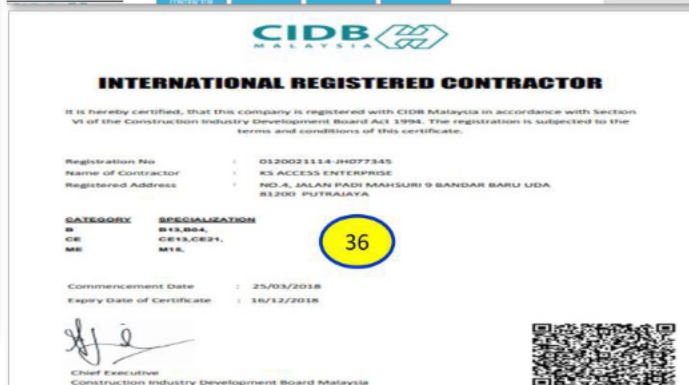 CIDB
MALAYSIA
INTERNATIONAL REGISTERED CONTRACTOR
It is hereby certified, that this company is registered with CIDB Malaysia in accordance with Section
VI of the Construction Industry Development Board Act 1994. The registration is subjected to the
terms and conditions of this certificate.
Registration No : 0120021114-JH077345
Name of Contractor : KS ACCESS ENTERPRISE
Registered Address : NO.4, JALAN PADI MAHSURI 9 BANDAR BARU UDA
81200 PUTRAJAYA
CATEGORY SPECIALIZATION
B B13,B04,
CE CE13,CE21,
ME M15,
36
Commencement Date : 25/03/2018
Expiry Date of Certificate : 16/12/2018
Chief Executive
Construction Industry Development Board Malaysia